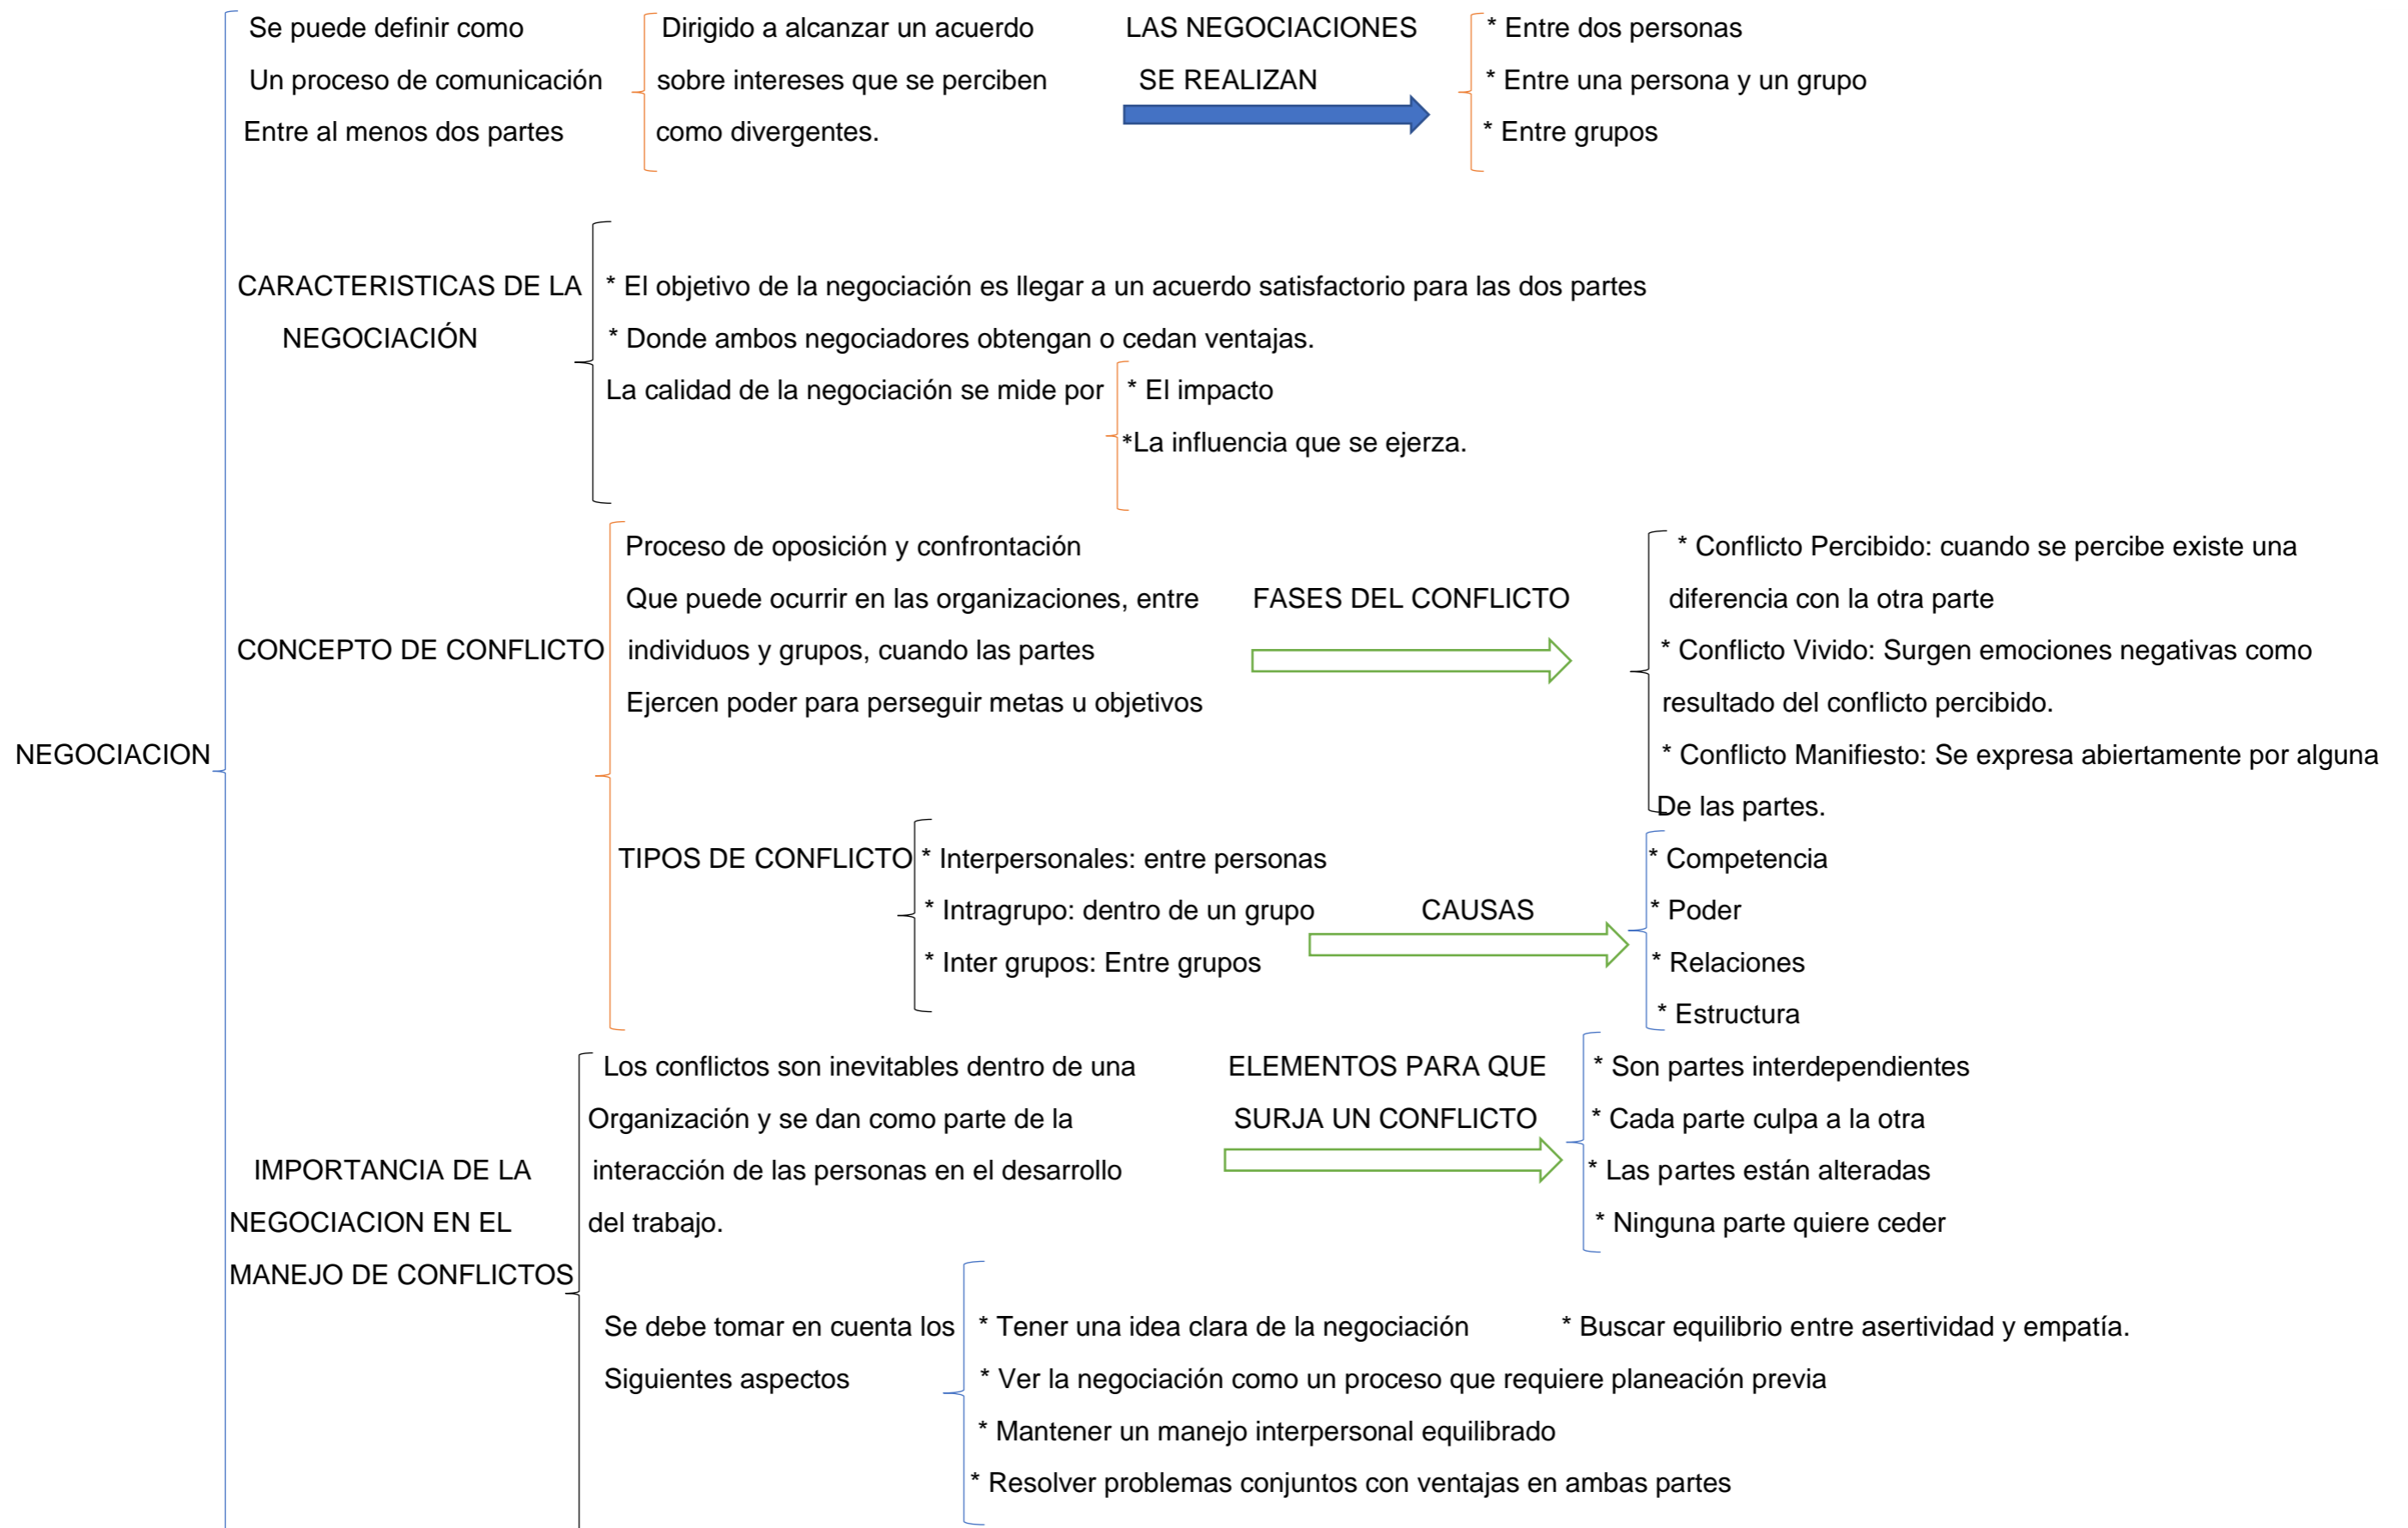 Se puede definir como
Un proceso de comunicación
Entre al menos dos partes
Dirigido a alcanzar un acuerdo
sobre intereses que se perciben
como divergentes.
LAS NEGOCIACIONES
SE REALIZAN
* Entre dos personas
* Entre una persona y un grupo
* Entre grupos
CARACTERISTICAS DE LA
NEGOCIACIÓN
* El objetivo de la negociación es llegar a un acuerdo satisfactorio para las dos partes
* Donde ambos negociadores obtengan o cedan ventajas.
La calidad de la negociación se mide por
* El impacto
*La influencia que se ejerza.
CONCEPTO DE CONFLICTO
Proceso de oposición y confrontación
Que puede ocurrir en las organizaciones, entre
individuos y grupos, cuando las partes
Ejercen poder para perseguir metas u objetivos
FASES DEL CONFLICTO
* Conflicto Percibido: cuando se percibe existe una
diferencia con la otra parte
* Conflicto Vivido: Surgen emociones negativas como
resultado del conflicto percibido.
* Conflicto Manifiesto: Se expresa abiertamente por alguna
De las partes.
NEGOCIACION
TIPOS DE CONFLICTO
* Interpersonales: entre personas
* Intragrupo: dentro de un grupo
* Inter grupos: Entre grupos
CAUSAS
* Competencia
* Poder
* Relaciones
* Estructura
IMPORTANCIA DE LA
NEGOCIACION EN EL
MANEJO DE CONFLICTOS
Los conflictos son inevitables dentro de una
Organización y se dan como parte de la
interacción de las personas en el desarrollo
del trabajo.
ELEMENTOS PARA QUE
SURJA UN CONFLICTO
* Son partes interdependientes
* Cada parte culpa a la otra
* Las partes están alteradas
* Ninguna parte quiere ceder
Se debe tomar en cuenta los
Siguientes aspectos
* Tener una idea clara de la negociación
* Buscar equilibrio entre asertividad y empatía.
* Ver la negociación como un proceso que requiere planeación previa
* Mantener un manejo interpersonal equilibrado
* Resolver problemas conjuntos con ventajas en ambas partes